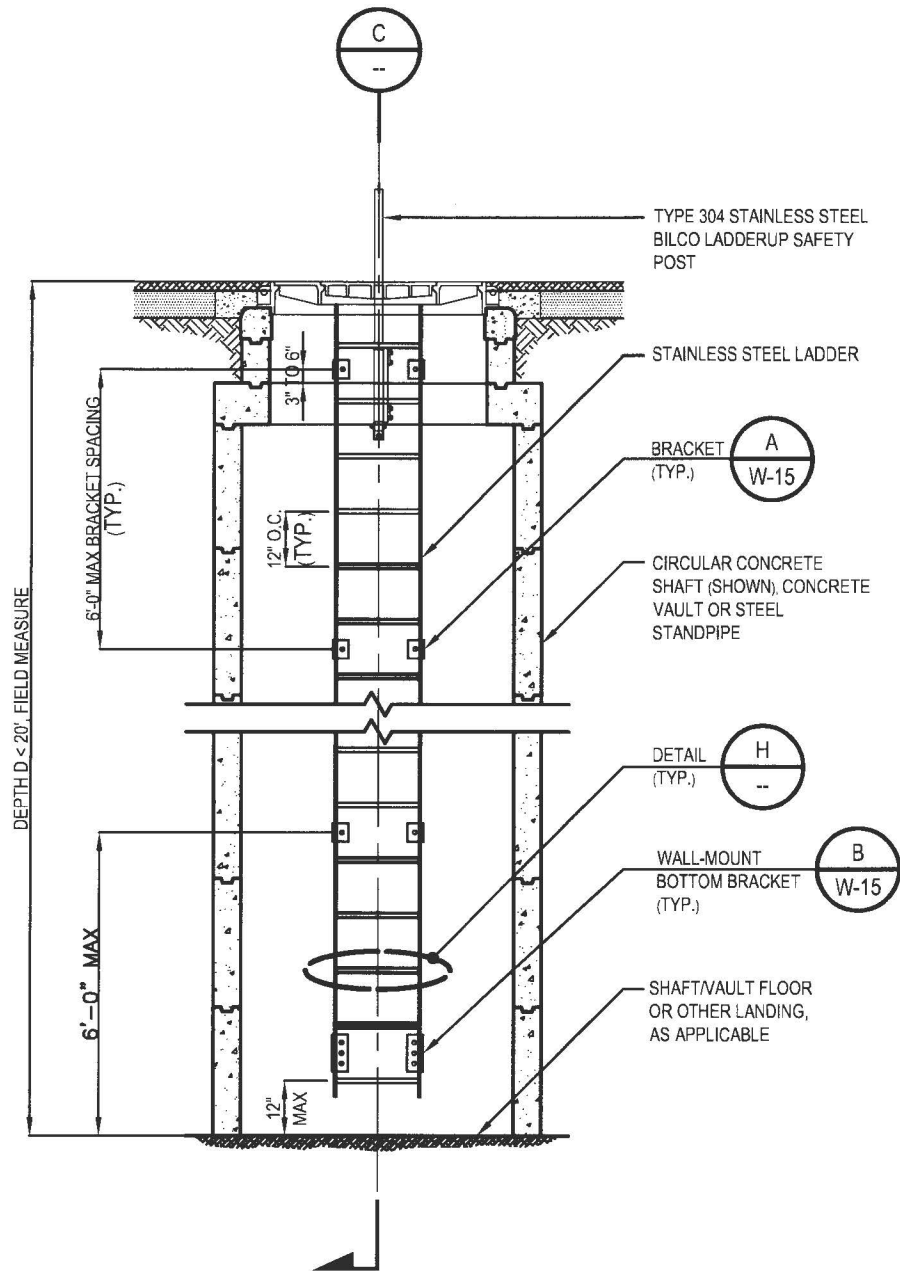 C
--
TYPE 304 STAINLESS STEEL
BILCO LADDERUP SAFETY
POST
STAINLESS STEEL LADDER
3" TO 6"
6'-0" MAX BRACKET SPACING
(TYP.)
BRACKET
(TYP.)
A
W-15
12" O.C.
(TYP.)
CIRCULAR CONCRETE
SHAFT (SHOWN), CONCRETE
VAULT OR STEEL
STANDPIPE
DEPTH D < 20', FIELD MEASURE
DETAIL
(TYP.)
H
--
WALL-MOUNT
BOTTOM BRACKET
(TYP.)
B
W-15
6'-0" MAX
SHAFT/VAULT FLOOR
OR OTHER LANDING,
AS APPLICABLE
12"
MAX